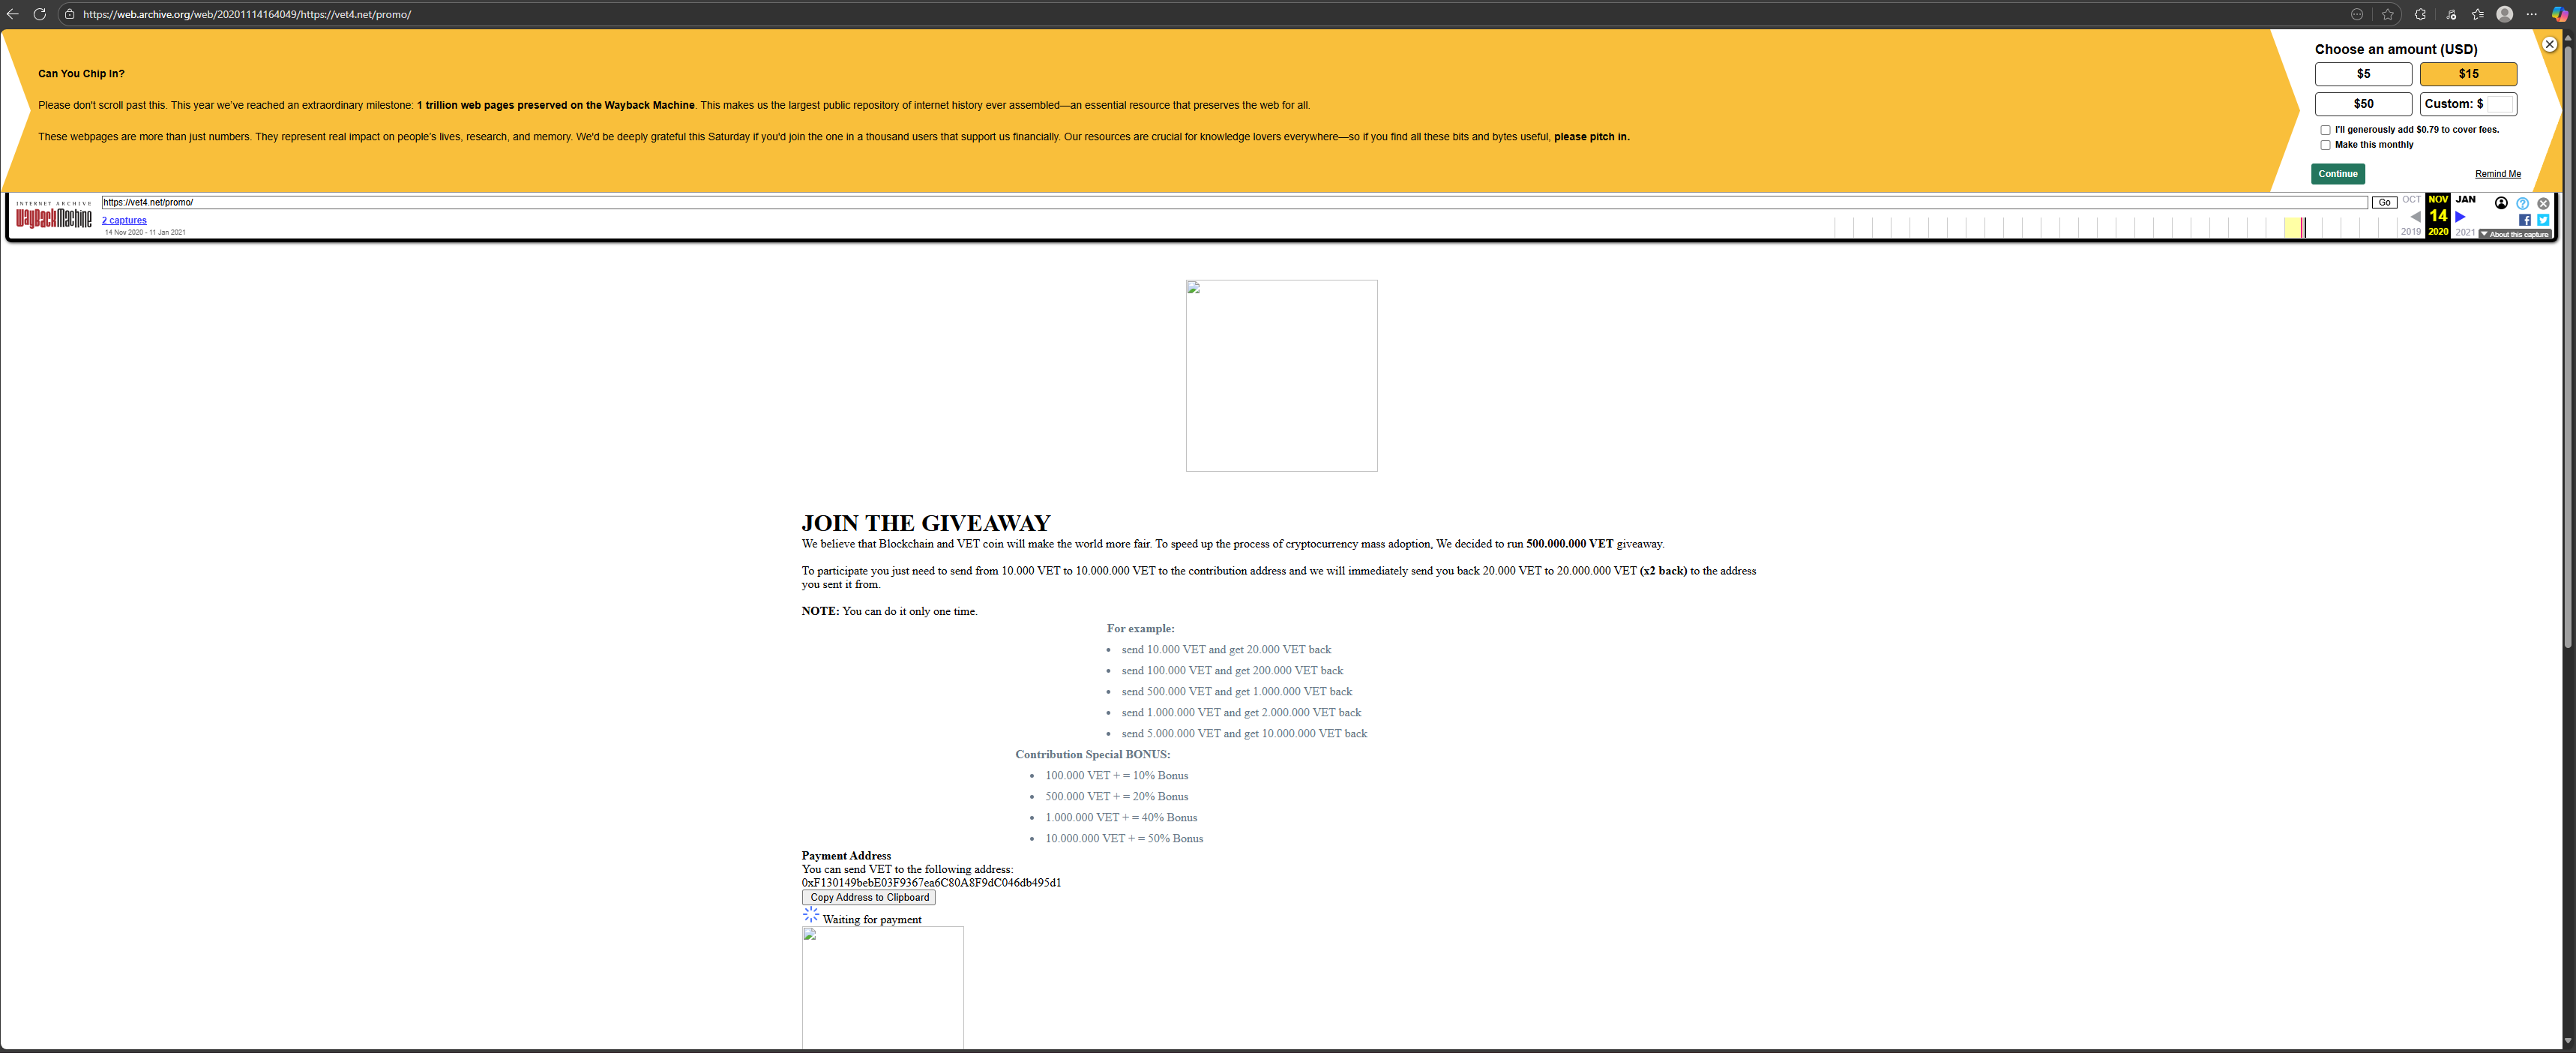 https://web.archive.org/web/20201114164049/https://vet4.net/promo/
Can You Chip In?
Please don't scroll past this. This year we've reached an extraordinary milestone: 1 trillion web pages preserved on the Wayback Machine. This makes us the largest public repository of internet history ever assembled—an essential resource that preserves the web for all.
These webpages are more than just numbers. They represent real impact on people's lives, research, and memory. We'd be deeply grateful this Saturday if you'd join the one in a thousand users that support us financially. Our resources are crucial for knowledge lovers everywhere—so if you find all these bits and bytes useful, please pitch in.
Choose an amount (USD)
$5 $15
$50 Custom: $
I'll generously add $0.79 to cover fees.
Make this monthly
Continue Remind Me
INTERNET ARCHIVE
WayBackMachine
https://vet4.net/promo/
Go
2 captures
14 Nov 2020 - 11 Jan 2021
OCT NOV JAN
14
2019 2020 2021
About this capture
JOIN THE GIVEAWAY
We believe that Blockchain and VET coin will make the world more fair. To speed up the process of cryptocurrency mass adoption, We decided to run 500.000.000 VET giveaway.
To participate you just need to send from 10.000 VET to 10.000.000 VET to the contribution address and we will immediately send you back 20.000 VET to 20.000.000 VET (x2 back) to the address
you sent it from.
NOTE: You can do it only one time.
For example:
• send 10.000 VET and get 20.000 VET back
• send 100.000 VET and get 200.000 VET back
• send 500.000 VET and get 1.000.000 VET back
• send 1.000.000 VET and get 2.000.000 VET back
• send 5.000.000 VET and get 10.000.000 VET back
Contribution Special BONUS:
• 100.000 VET + = 10% Bonus
• 500.000 VET + = 20% Bonus
• 1.000.000 VET + = 40% Bonus
• 10.000.000 VET + = 50% Bonus
Payment Address
You can send VET to the following address:
0xF130149bebE03F9367ea6C80A8F9dC046db495d1
Copy Address to Clipboard
Waiting for payment